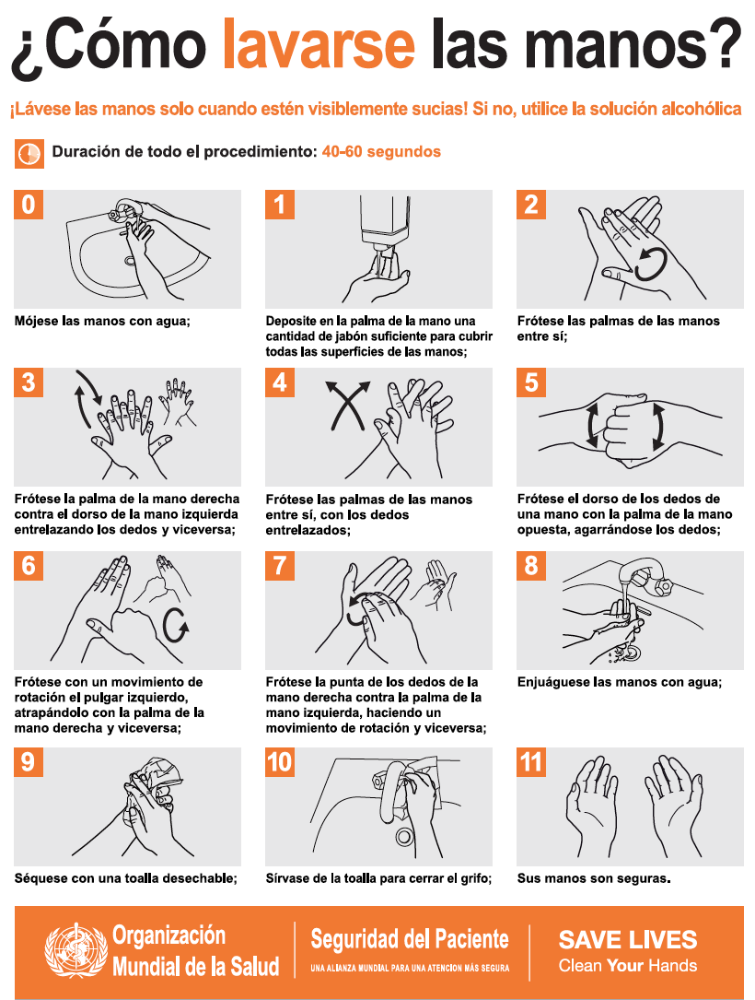 ¿Cómo lavarse las manos?
¡Lávese las manos solo cuando estén visiblemente sucias! Si no, utilice la solución alcohólica
Duración de todo el procedimiento: 40-60 segundos
0
Mójese las manos con agua;
1
Deposite en la palma de la mano una
cantidad de jabón suficiente para cubrir
todas las superficies de las manos;
2
Frótese las palmas de las manos
entre sí;
3
Frótese la palma de la mano derecha
contra el dorso de la mano izquierda
entrelazando los dedos y viceversa;
4
Frótese las palmas de las manos
entre sí, con los dedos
entrelazados;
5
Frótese el dorso de los dedos de
una mano con la palma de la mano
opuesta, agarrándose los dedos;
6
Frótese con un movimiento de
rotación el pulgar izquierdo,
atrapándolo con la palma de la
mano derecha y viceversa;
7
Frótese la punta de los dedos de la
mano derecha contra la palma de la
mano izquierda, haciendo un
movimiento de rotación y viceversa;
8
Enjuáguese las manos con agua;
9
Séquese con una toalla desechable;
10
Sírvase de la toalla para cerrar el grifo;
11
Sus manos son seguras.
Organización
Mundial de la Salud
Seguridad del Paciente
UNA ALIANZA MUNDIAL PARA UNA ATENCION MÁS SEGURA
SAVE LIVES
Clean Your Hands